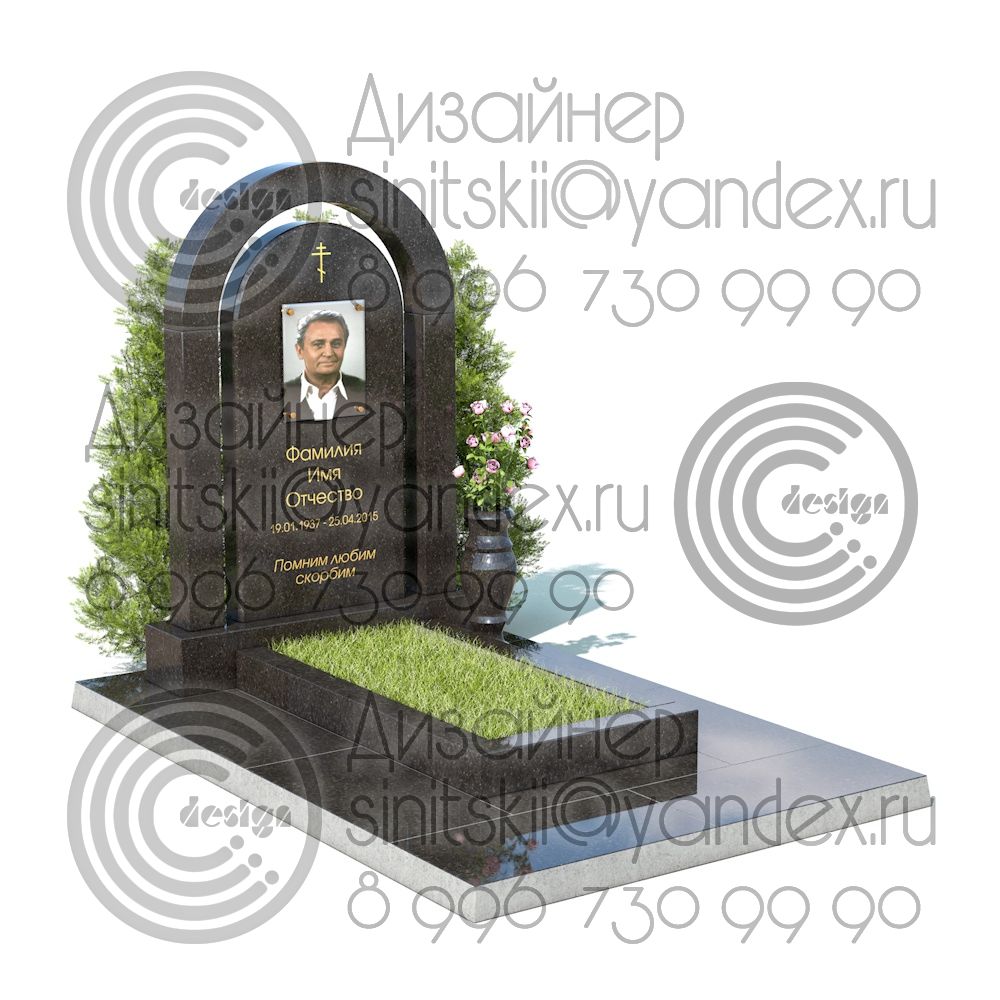 Дизайнер
design
sinitskii@yandex.ru
8 996 730 99 90
Дизайнер
Фамилия
Имя
Отчество
sinitskii@yandex.ru
design
19.01.1937 - 25.04.2015
Помним любим
скорбим
8 996 730 99 90
Дизайнер
design
sinitskii@yandex.ru
8 996 730 99 90